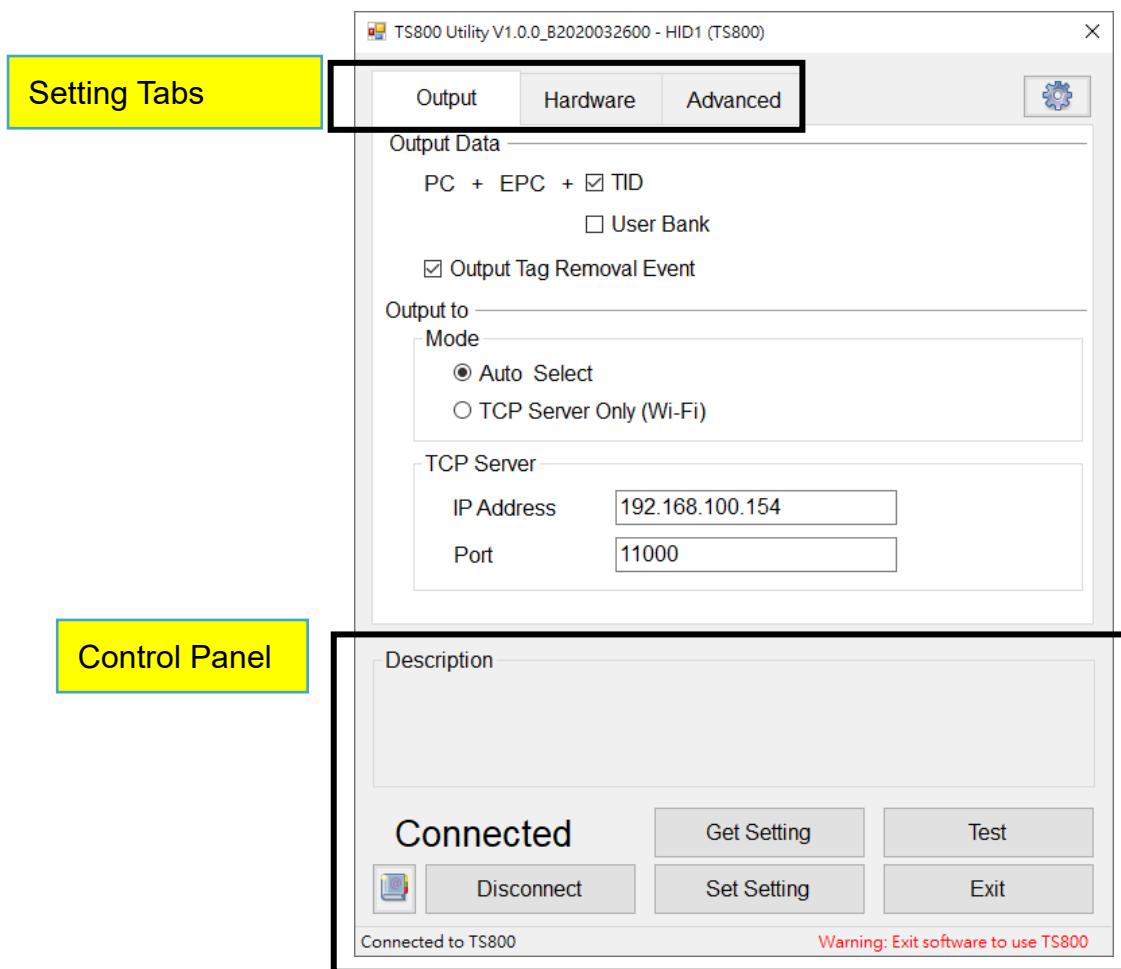 TS800 Utility V1.0.0_B2020032600 - HID1 (TS800)
Setting Tabs
Output Hardware Advanced
Output Data
PC + EPC + TID
User Bank
Output Tag Removal Event
Output to
Mode
Auto Select
TCP Server Only (Wi-Fi)
TCP Server
IP Address 192.168.100.154
Port 11000
Control Panel
Description
Connected Get Setting Test
Disconnect Set Setting Exit
Connected to TS800 Warning: Exit software to use TS800